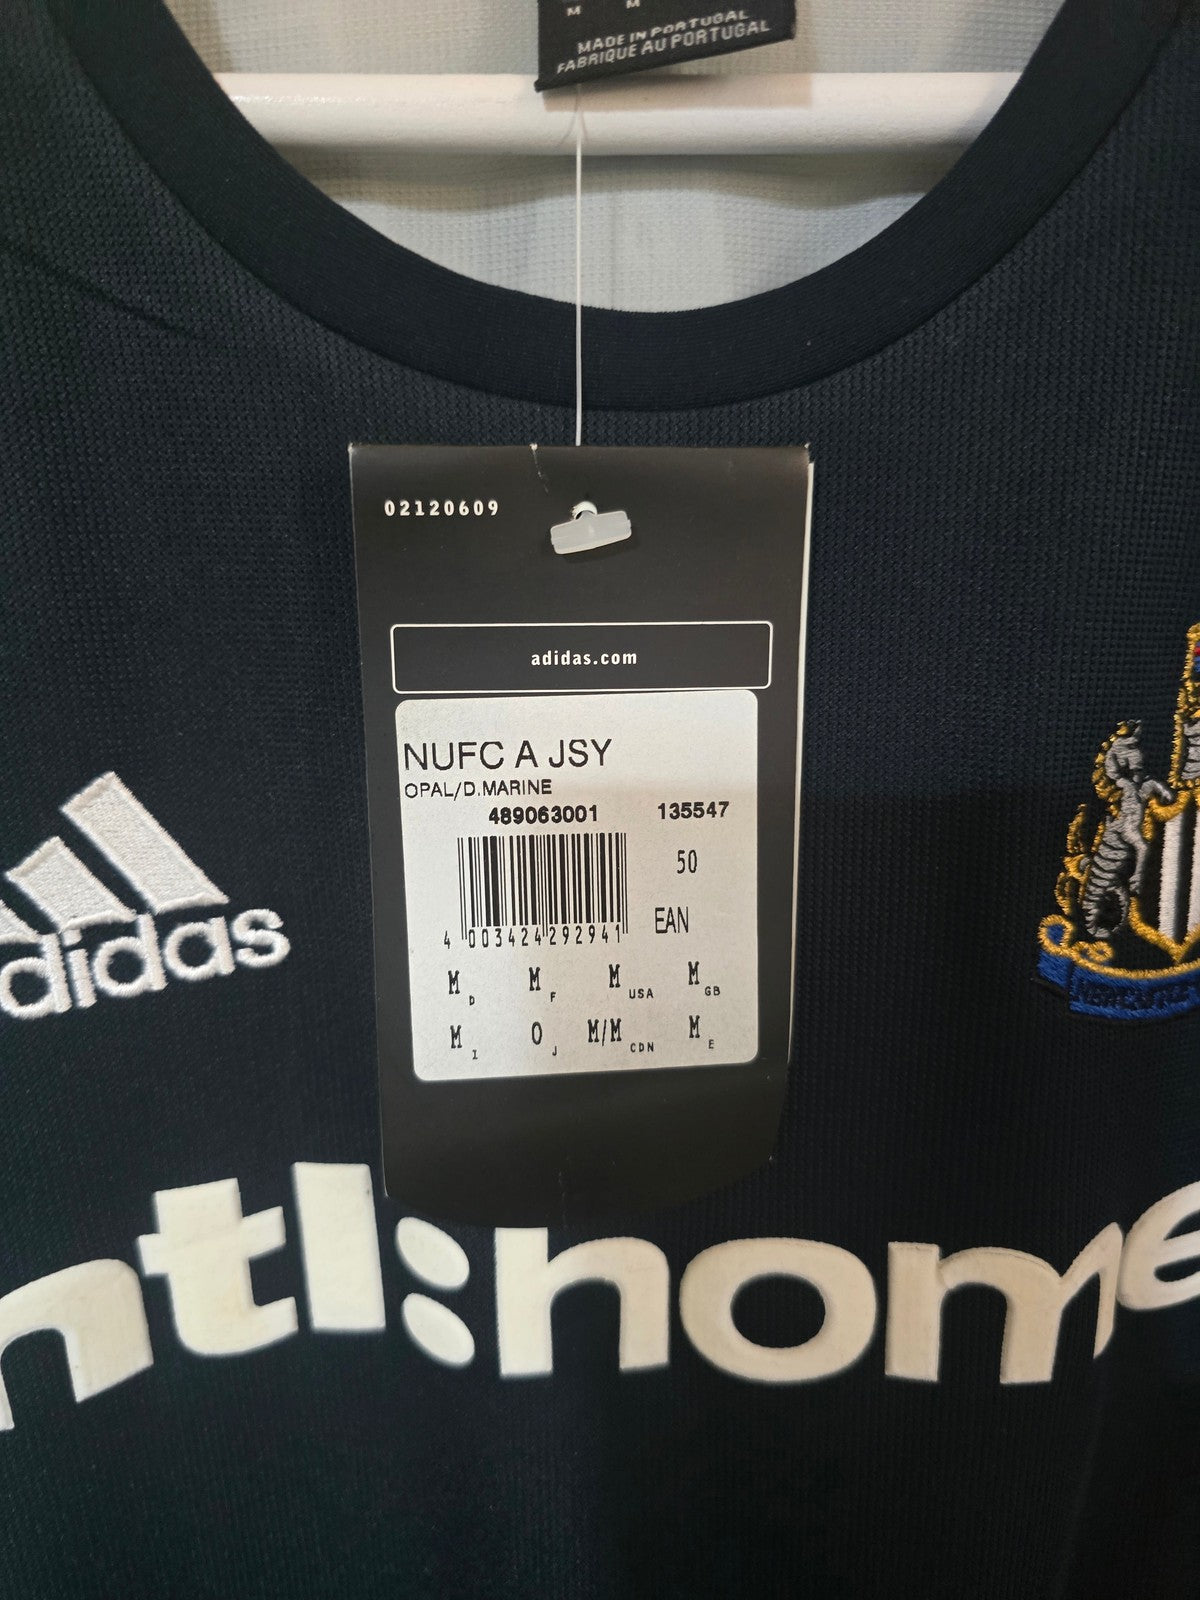 M M
MADE IN PORTUGAL
FABRIQUE AU PORTUGAL
02120609
adidas.com
NUFC A JSY
OPAL/D.MARINE
489063001 135547
50
EAN
4 003424 292941
M D M F M USA M GB
M I O J M/M CDN M E
adidas
ntl:home